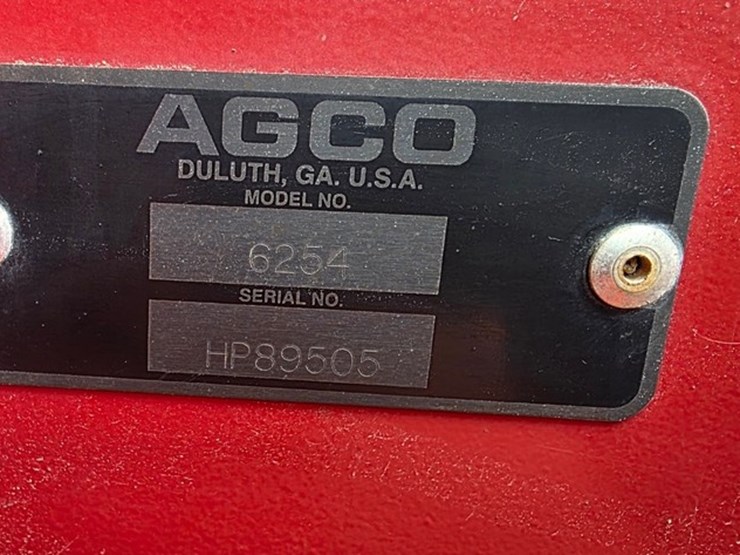 AGCO
DULUTH, GA. U.S.A.
MODEL NO.
6254
SERIAL NO.
HP89505